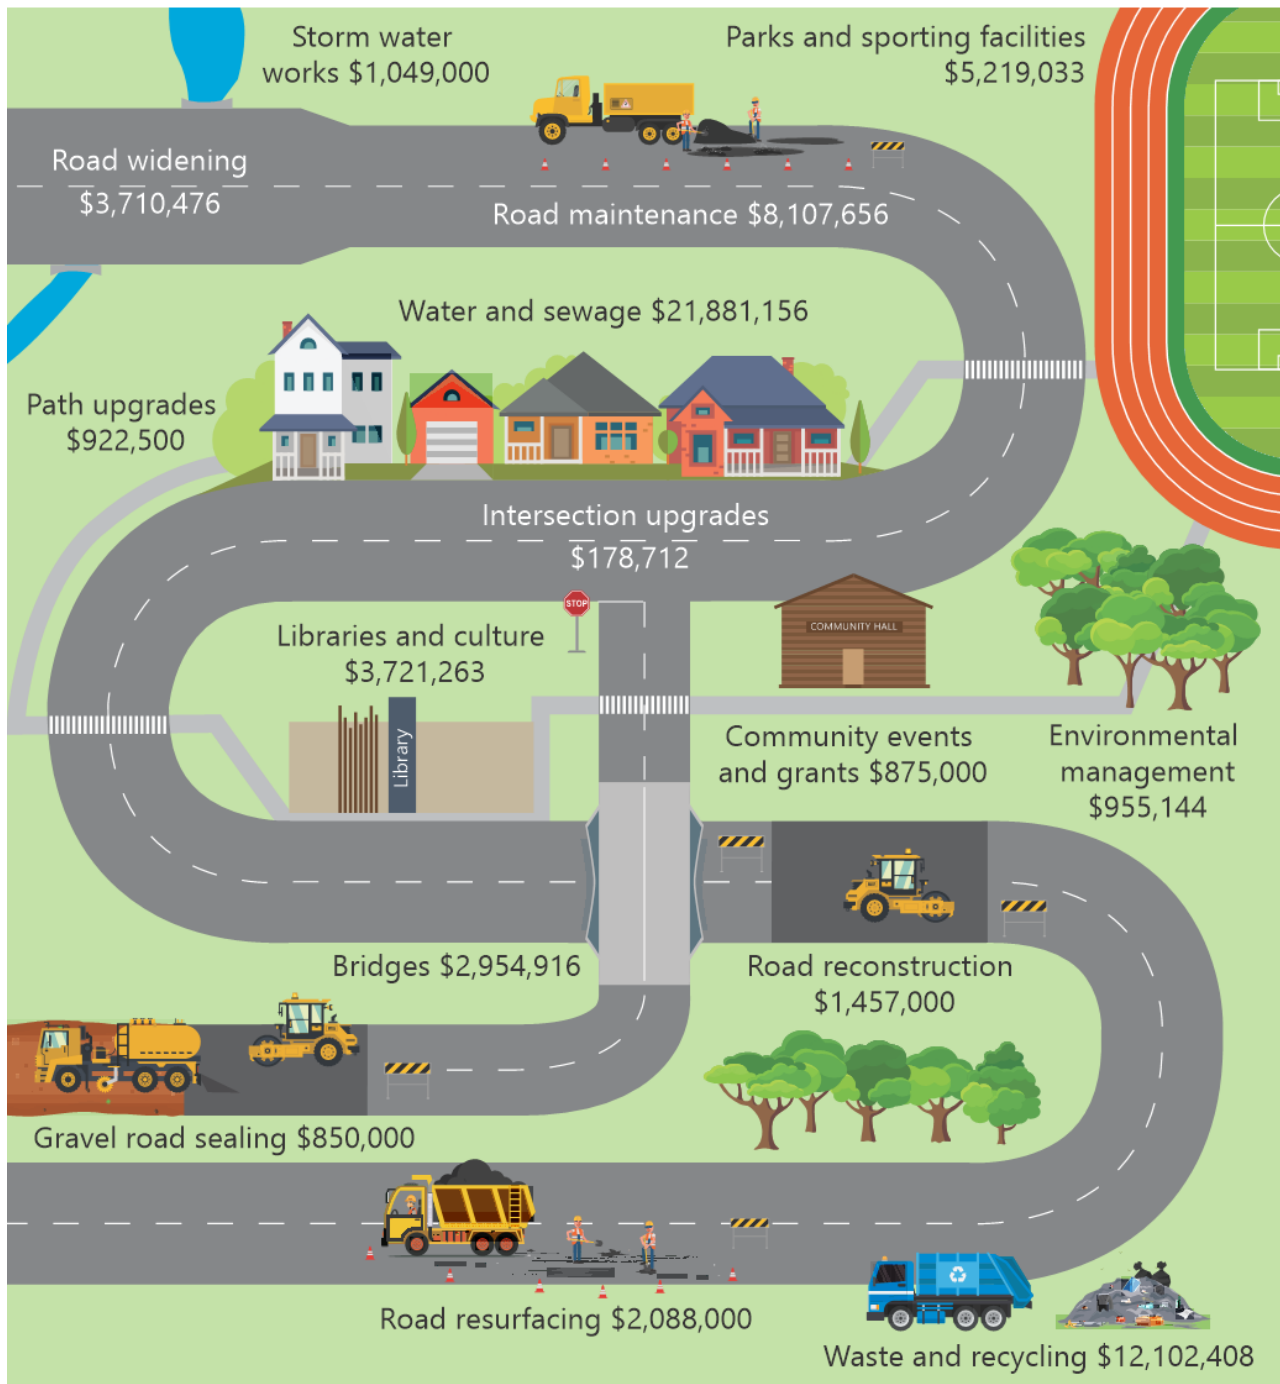 Storm water
works $1,049,000
Parks and sporting facilities
$5,219,033
Road widening
$3,710,476
Road maintenance $8,107,656
Water and sewage $21,881,156
Path upgrades
$922,500
Intersection upgrades
$178,712
STOP
COMMUNITY HALL
Libraries and culture
$3,721,263
Library
Community events
and grants $875,000
Environmental
management
$955,144
Bridges $2,954,916
Road reconstruction
$1,457,000
Gravel road sealing $850,000
Road resurfacing $2,088,000
Waste and recycling $12,102,408